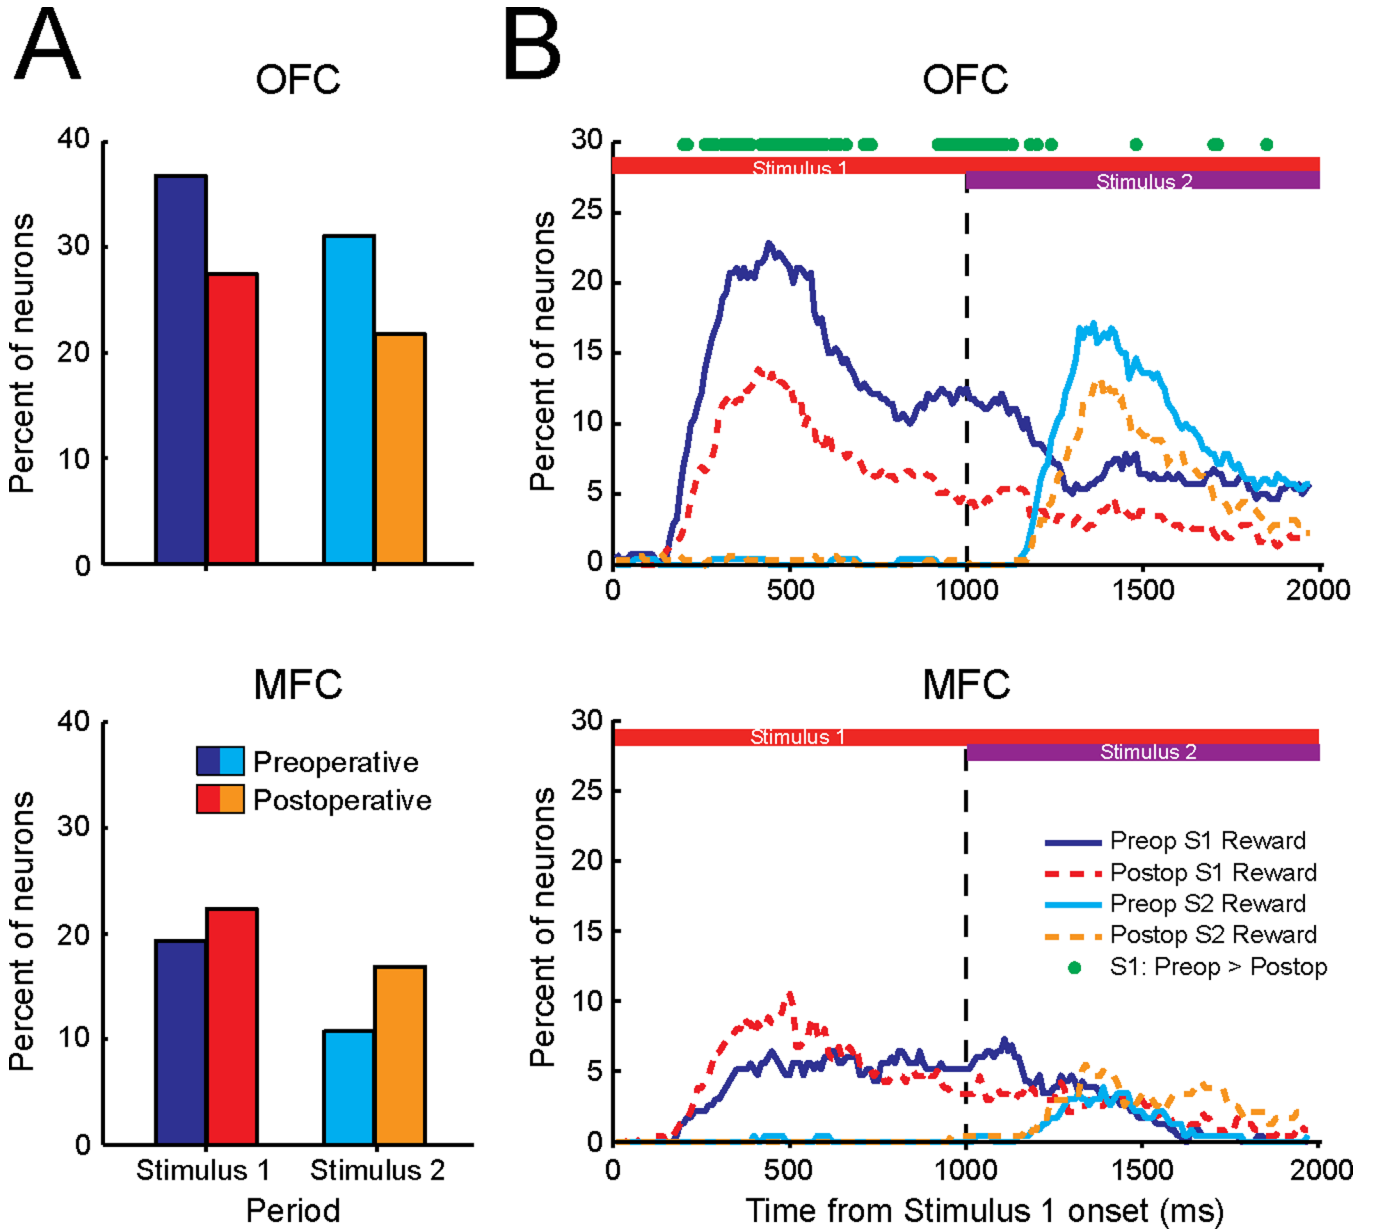 A
OFC
Percent of neurons
40
30
20
10
0
B
OFC
Percent of neurons
30
25
20
15
10
5
0
Stimulus 1
Stimulus 2
0 500 1000 1500 2000
MFC
Percent of neurons
40
30
20
10
0
Preoperative
Postoperative
Stimulus 1 Stimulus 2
Period
MFC
Percent of neurons
30
25
20
15
10
5
0
Stimulus 1
Stimulus 2
Preop S1 Reward
Postop S1 Reward
Preop S2 Reward
Postop S2 Reward
S1: Preop > Postop
0 500 1000 1500 2000
Time from Stimulus 1 onset (ms)